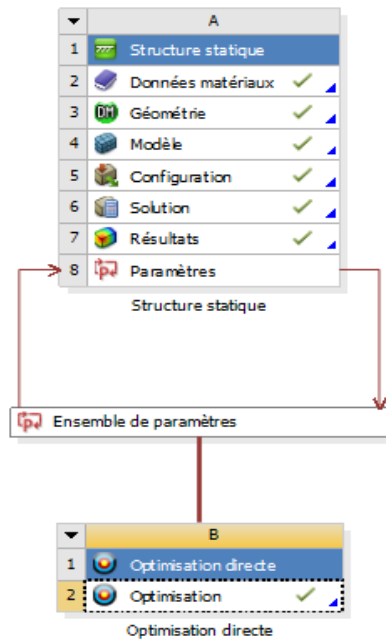 A
1 Structure statique
2 Données matériaux
3 DM Géométrie
4 Modèle
5 Configuration
6 Solution
7 Résultats
8 p Paramètres
Structure statique
p Ensemble de paramètres
B
1 Optimisation directe
2 Optimisation
Optimisation directe